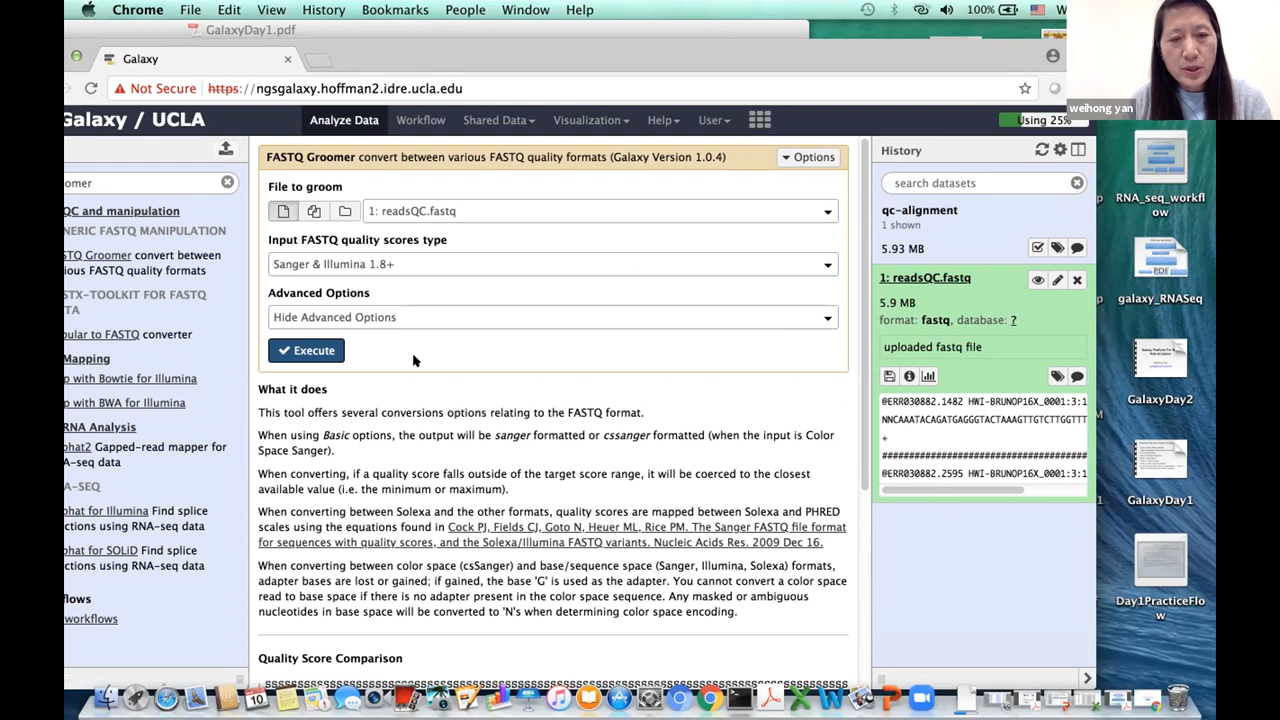 Chrome File Edit View History Bookmarks People Window Help 100%
GalaxyDay1.pdf
Galaxy
weihong yan
Not Secure https://ngsgalaxy.hoffman2.idre.ucla.edu
Galaxy / UCLA Analyze Data Workflow Shared Data Visualization Help User Using 25%
omer
QC and manipulation
NERIC FASTQ MANIPULATION
STQ Groomer convert between
ious FASTQ quality formats
STX-TOOLKIT FOR FASTQ
TA
bular to FASTQ converter
Mapping
p with Bowtie for Illumina
p with BWA for Illumina
RNA Analysis
phat2 Gapped-read mapper for
A-seq data
A-SEQ
phat for Illumina Find splice
ctions using RNA-seq data
phat for SOLiD Find splice
ctions using RNA-seq data
flows
workflows
FASTQ Groomer convert between various FASTQ quality formats (Galaxy Version 1.0.4) Options
File to groom
1: readsQC.fastq
Input FASTQ quality scores type
Sanger & Illumina 1.8+
Advanced Options
Hide Advanced Options
Execute
What it does
This tool offers several conversions options relating to the FASTQ format.
When using Basic options, the output will be sanger formatted or cssanger formatted (when the input is Color
Space Sanger).
When converting, if a quality score falls outside of the target score range, it will be coerced to the closest
available value (i.e. the minimum or maximum).
When converting between Solexa and the other formats, quality scores are mapped between Solexa and PHRED
scales using the equations found in Cock PJ, Fields CJ, Goto N, Heuer ML, Rice PM. The Sanger FASTQ file format
for sequences with quality scores, and the Solexa/Illumina FASTQ variants. Nucleic Acids Res. 2009 Dec 16.
When converting between color space (csSanger) and base/sequence space (Sanger, Illumina, Solexa) formats,
adapter bases are lost or gained; if gained, the base 'G' is used as the adapter. You cannot convert a color space
read to base space if there is no adapter present in the color space sequence. Any masked or ambiguous
nucleotides in base space will be converted to 'N's when determining color space encoding.
Quality Score Comparison
History
search datasets
qc-alignment
1 shown
5.93 MB
1: readsQC.fastq
5.9 MB
format: fastq, database: ?
uploaded fastq file
@ERR030882.1482 HWI-BRUNOP16X_0001:3:1
NNCAAATACAGATGAGGGTACTAAAGTTGTCTTGGTTT
+
######################################
@ERR030882.2595 HWI-BRUNOP16X_0001:3:1
RNA_seq_workfl
ow
galaxy_RNASeq
GalaxyDay2
GalaxyDay1
Day1PracticeFlo
w